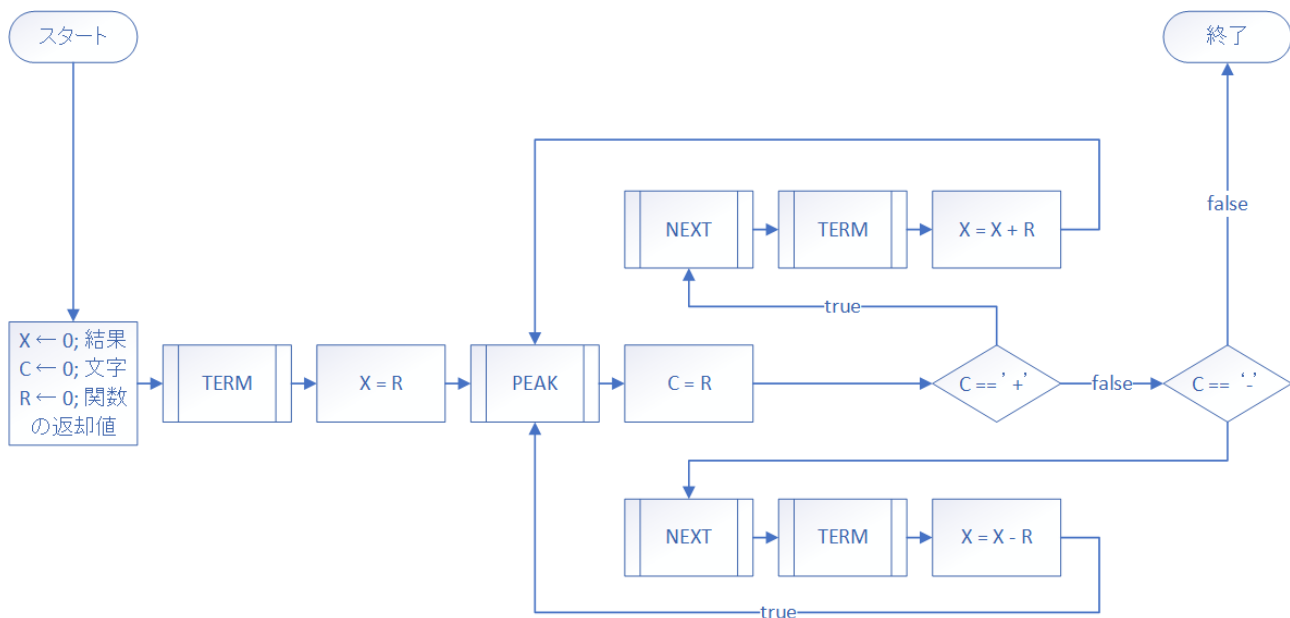 スタート
終了
NEXT
TERM
X = X + R
false
true
X ← 0; 結果
C ← 0; 文字
R ← 0; 関数
の返却値
TERM
X = R
PEAK
C = R
C == ’+’
false
C == ‘-’
NEXT
TERM
X = X - R
true